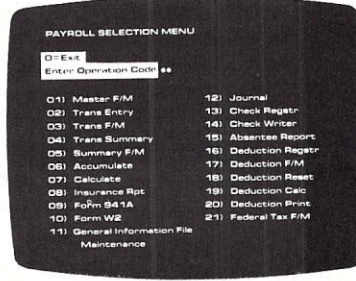 PAYROLL SELECTION MENU
0=Exit
Enter Operation Code
01) Master F/M
02) Trans Entry
03) Trans F/M
04) Trans Summary
05) Summary F/M
06) Accumulate
07) Calculate
08) Insurance Rpt
09) Form 941A
10) Form W2
11) General Information File
Maintenance
12) Journal
13) Check Regstr
14) Check Writer
15) Absentee Report
16) Deduction Regstr
17) Deduction F/M
18) Deduction Reset
19) Deduction Calc
20) Deduction Print
21) Federal Tax F/M